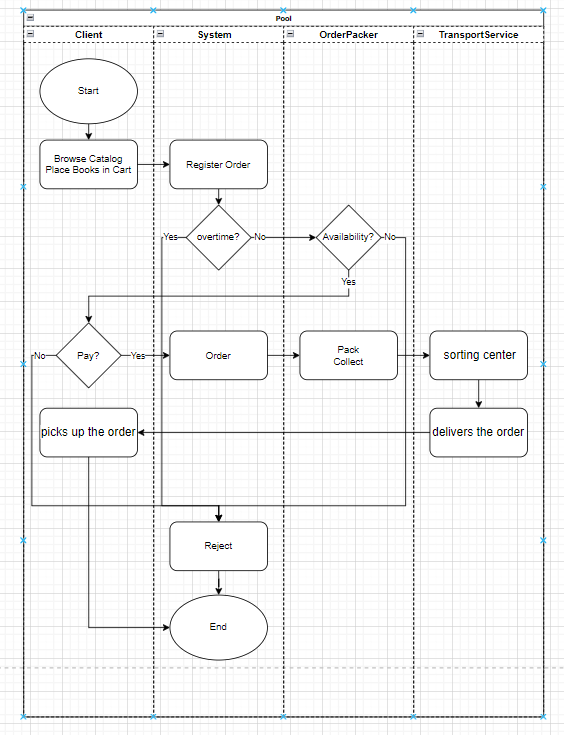 Pool
Client
System
OrderPacker
TransportService
Start
Browse Catalog
Place Books in Cart
Register Order
Yes
overtime?
No
Availability?
No
Yes
No
Pay?
Yes
Order
Pack
Collect
sorting center
picks up the order
delivers the order
Reject
End